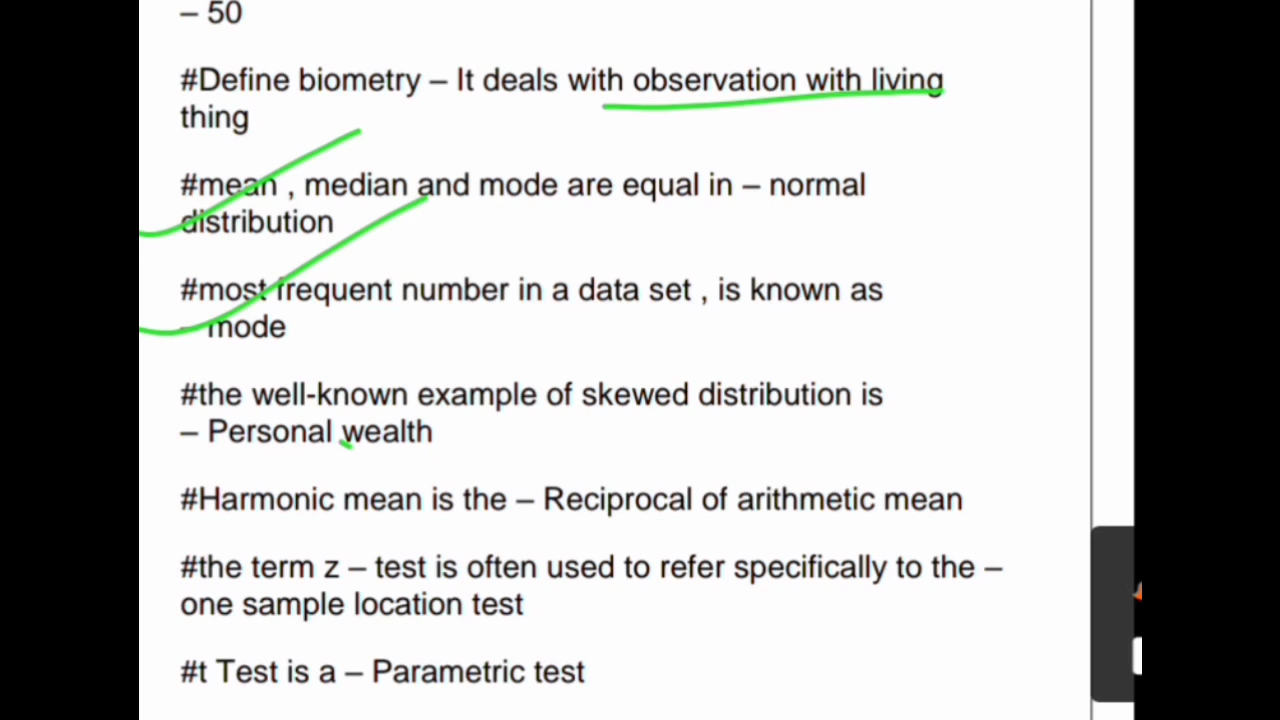 – 50
#Define biometry – It deals with observation with living
thing
#mean , median and mode are equal in – normal
distribution
#most frequent number in a data set , is known as
– mode
#the well-known example of skewed distribution is
– Personal wealth
#Harmonic mean is the – Reciprocal of arithmetic mean
#the term z – test is often used to refer specifically to the –
one sample location test
#t Test is a – Parametric test